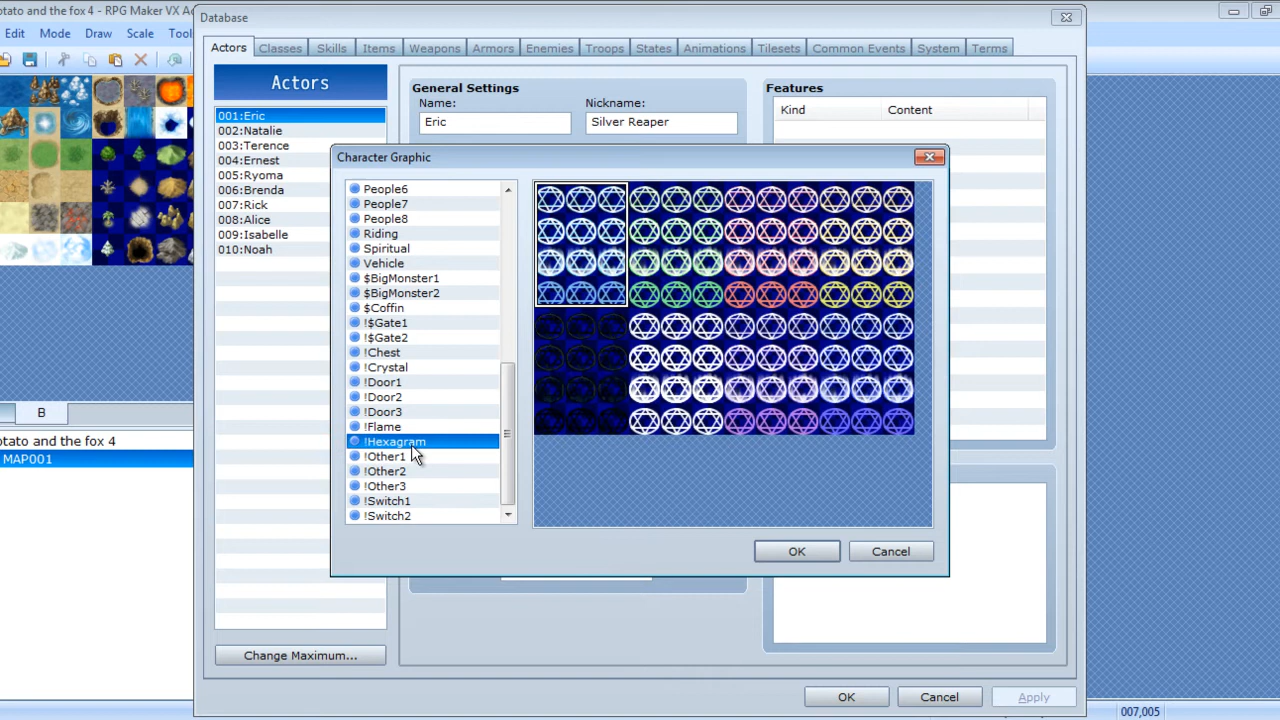 otato and the fox 4 - RPG Maker VX Ac
Database
Edit Mode Draw Scale Tool
Actors Classes Skills Items Weapons Armors Enemies Troops States Animations Tilesets Common Events System Terms
Actors
001:Eric
002:Natalie
003:Terence
004:Ernest
005:Ryoma
006:Brenda
007:Rick
008:Alice
009:Isabelle
010:Noah
Change Maximum...
General Settings
Name:
Eric
Nickname:
Silver Reaper
Features
Kind Content
Character Graphic
People6
People7
People8
Riding
Spiritual
Vehicle
$BigMonster1
$BigMonster2
$Coffin
!$Gate1
!$Gate2
!Chest
!Crystal
!Door1
!Door2
!Door3
!Flame
!Hexagram
!Other1
!Other2
!Other3
!Switch1
!Switch2
OK Cancel
B
otato and the fox 4
MAP001
OK Cancel Apply
007,005